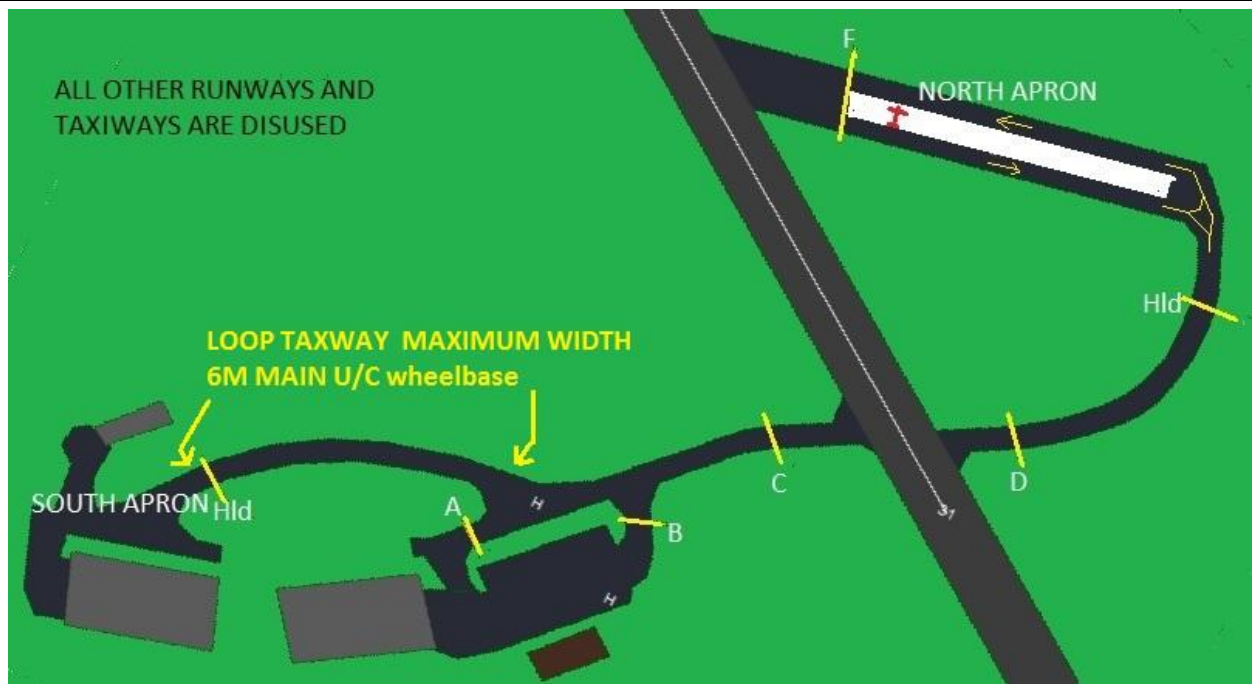 ALL OTHER RUNWAYS AND
TAXIWAYS ARE DISUSED
F
NORTH APRON
Hld
LOOP TAXWAY MAXIMUM WIDTH
6M MAIN U/C wheelbase
C
D
31
SOUTH APRON
Hld
A
H
B
H